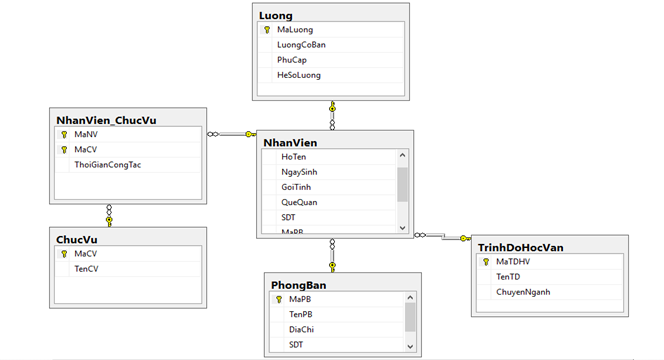 Luong
MaLuong
LuongCoBan
PhuCap
HeSoLuong
NhanVien_ChucVu
MaNV
MaCV
ThoiGianCongTac
NhanVien
HoTen
NgaySinh
GoiTinh
QueQuan
SDT
MaPB
ChucVu
MaCV
TenCV
TrinhDoHocVan
MaTDHV
TenTD
ChuyenNganh
PhongBan
MaPB
TenPB
DiaChi
SDT